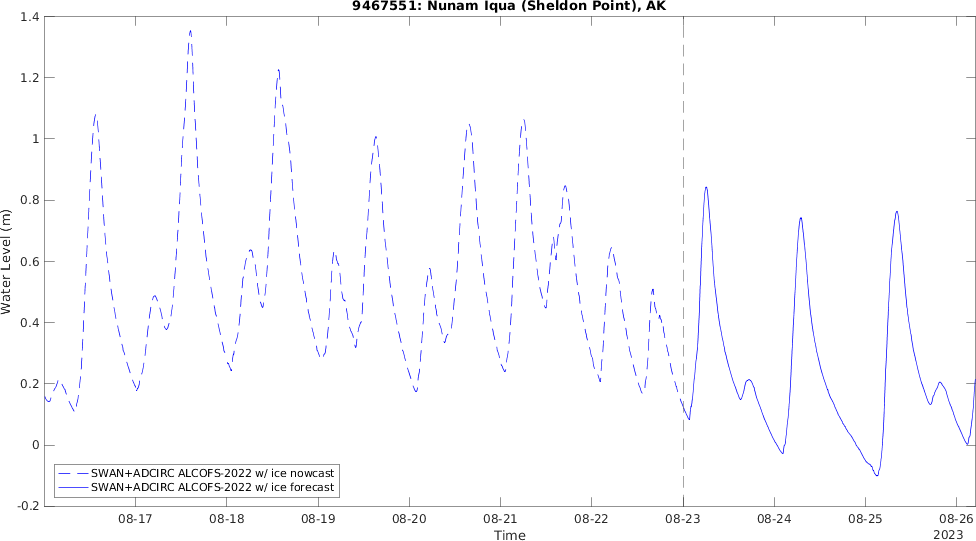 9467551: Nunam Iqua (Sheldon Point), AK
1.4
1.2
1
0.8
0.6
0.4
0.2
0
-0.2
Water Level (m)
SWAN+ADCIRC ALCOFS-2022 w/ ice nowcast
SWAN+ADCIRC ALCOFS-2022 w/ ice forecast
08-17 08-18 08-19 08-20 08-21 08-22 08-23 08-24 08-25 08-26
Time
2023